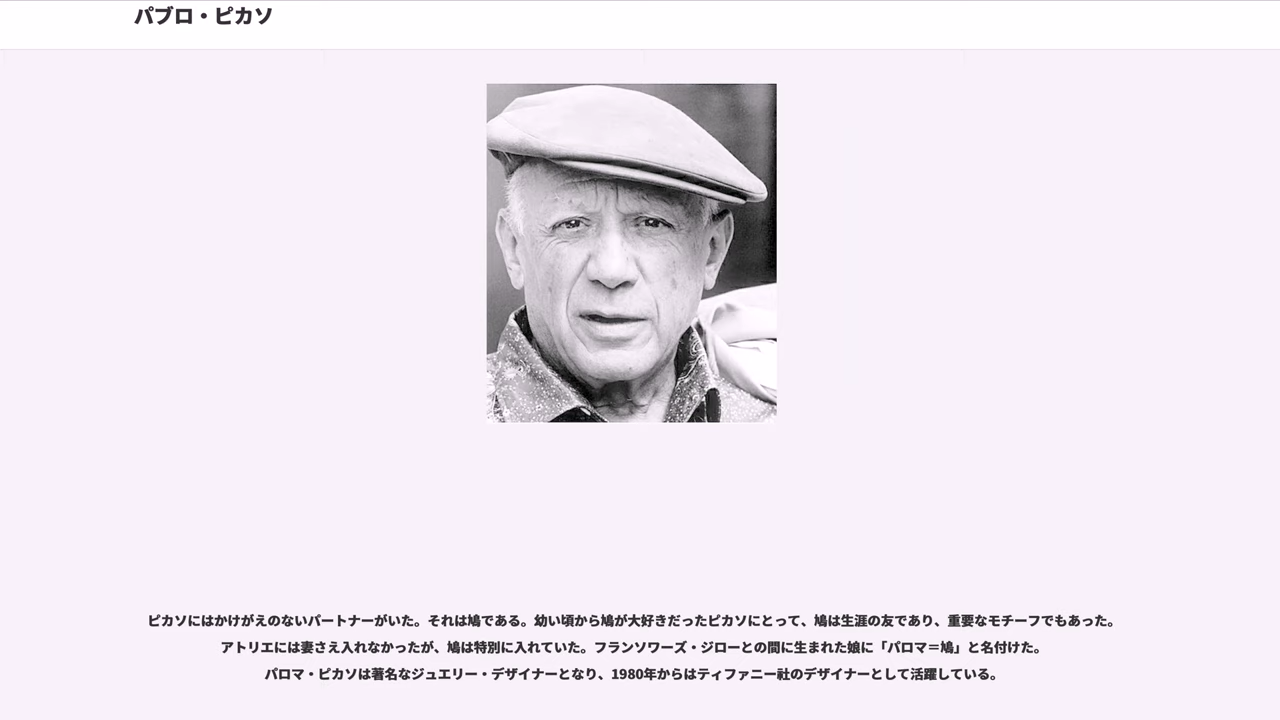 パブロ・ピカソ
ピカソにはかけがえのないパートナーがいた。それは鳩である。幼い頃から鳩が大好きだったピカソにとって、鳩は生涯の友であり、重要なモチーフでもあった。
アトリエには妻さえ入れなかったが、鳩は特別に入れていた。フランソワーズ・ジローとの間に生まれた娘に「パロマ＝鳩」と名付けた。
パロマ・ピカソは著名なジュエリー・デザイナーとなり、1980年からはティファニー社のデザイナーとして活躍している。